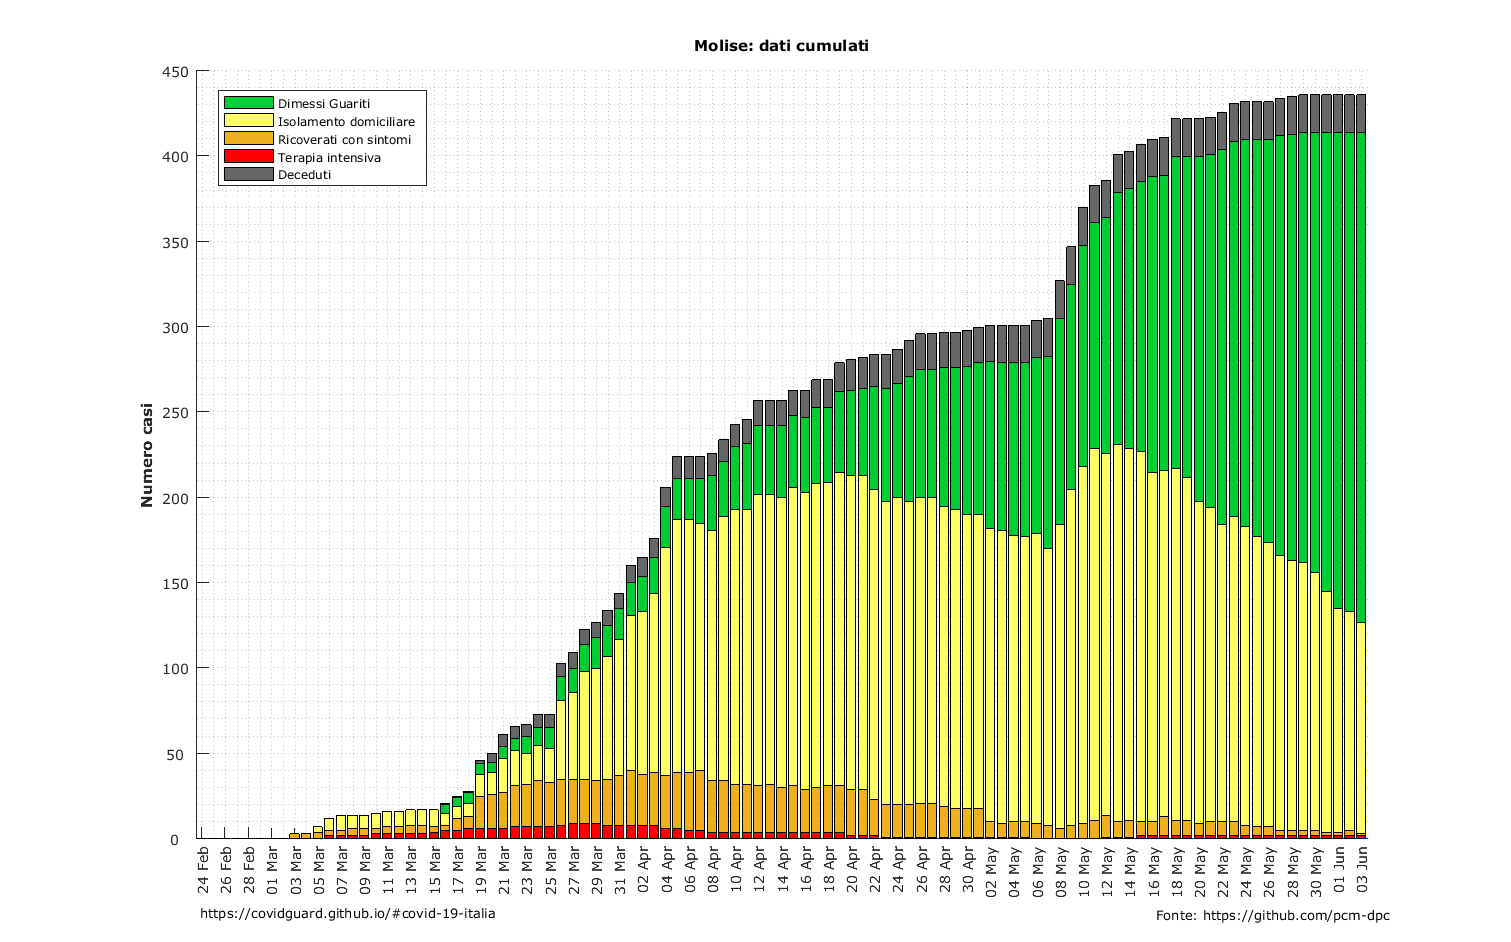 Molise: dati cumulati
450
400
350
300
250
200
150
100
50
0
Numero casi
Dimessi Guariti
Isolamento domiciliare
Ricoverati con sintomi
Terapia intensiva
Deceduti
24 Feb
26 Feb
28 Feb
01 Mar
03 Mar
05 Mar
07 Mar
09 Mar
11 Mar
13 Mar
15 Mar
17 Mar
19 Mar
21 Mar
23 Mar
25 Mar
27 Mar
29 Mar
31 Mar
02 Apr
04 Apr
06 Apr
08 Apr
10 Apr
12 Apr
14 Apr
16 Apr
18 Apr
20 Apr
22 Apr
24 Apr
26 Apr
28 Apr
30 Apr
02 May
04 May
06 May
08 May
10 May
12 May
14 May
16 May
18 May
20 May
22 May
24 May
26 May
28 May
30 May
01 Jun
03 Jun
https://covidguard.github.io/#covid-19-italia
Fonte: https://github.com/pcm-dpc